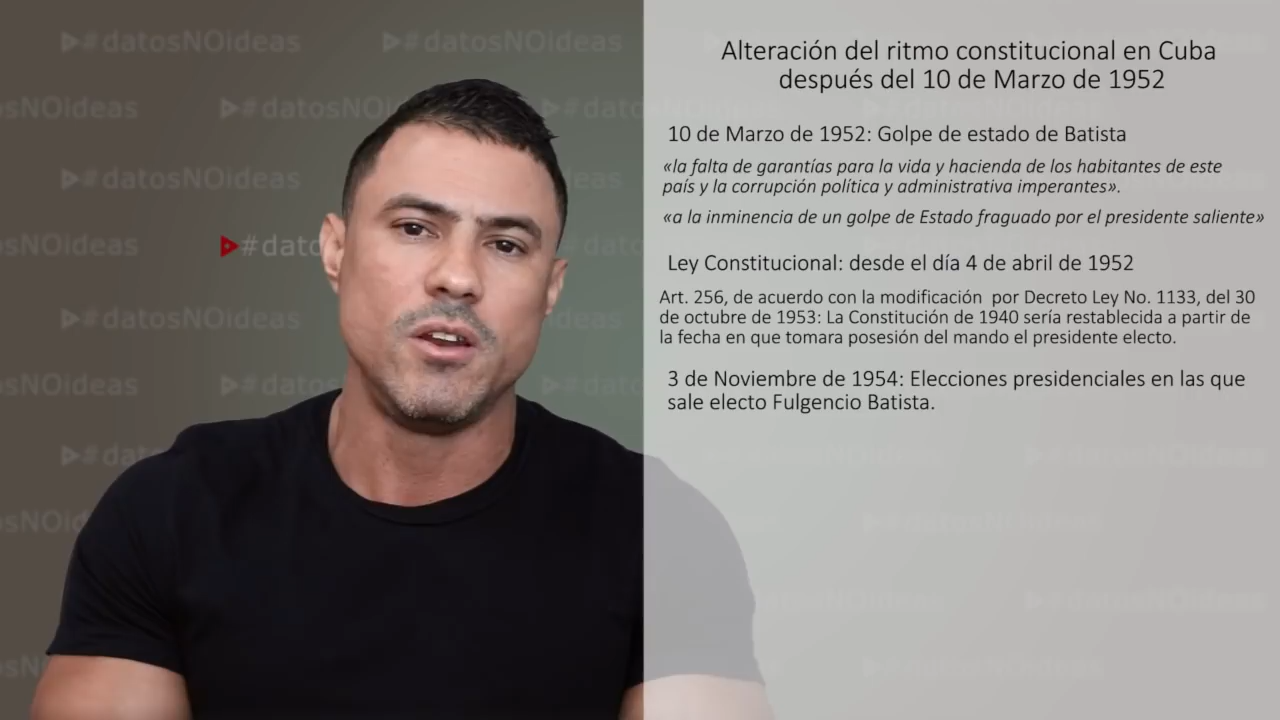 #datosNOideas
#datosNOideas
Alteración del ritmo constitucional en Cuba
después del 10 de Marzo de 1952
10 de Marzo de 1952: Golpe de estado de Batista
«la falta de garantías para la vida y hacienda de los habitantes de este
país y la corrupción política y administrativa imperantes».
«a la inminencia de un golpe de Estado fraguado por el presidente saliente»
Ley Constitucional: desde el día 4 de abril de 1952
Art. 256, de acuerdo con la modificación por Decreto Ley No. 1133, del 30
de octubre de 1953: La Constitución de 1940 sería restablecida a partir de
la fecha en que tomara posesión del mando el presidente electo.
3 de Noviembre de 1954: Elecciones presidenciales en las que
sale electo Fulgencio Batista.
#datosNOideas
#dato
#datosNOideas